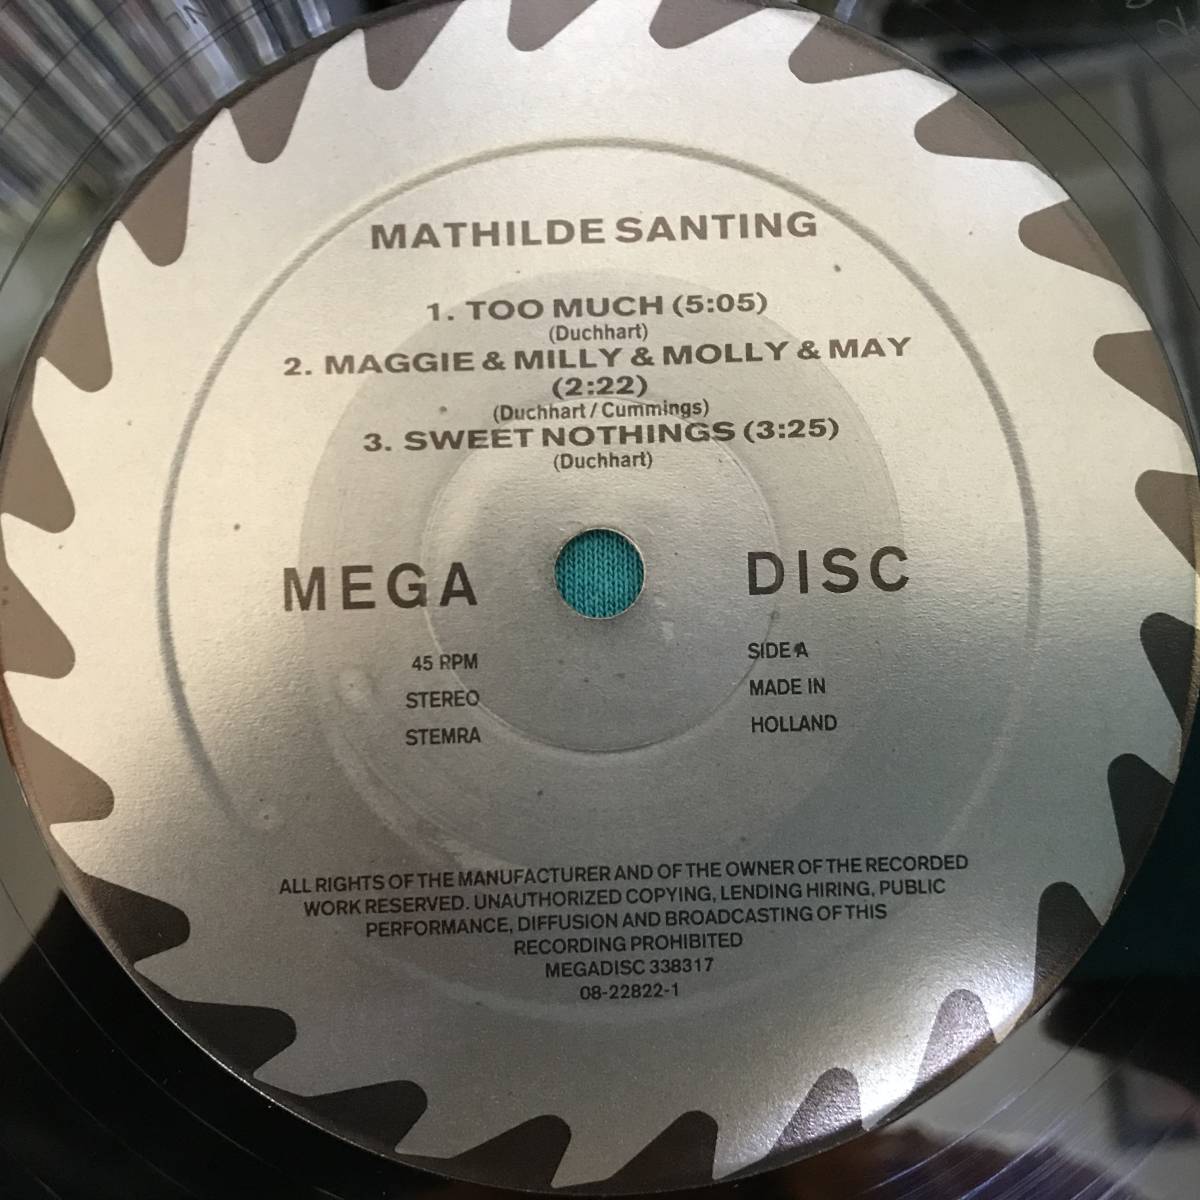 MATHILDE SANTING
1. TOO MUCH (5:05)
(Duchhart)
2. MAGGIE & MILLY & MOLLY & MAY
(2:22)
(Duchhart / Cummings)
3. SWEET NOTHINGS (3:25)
(Duchhart)
MEGA DISC
45 RPM
STEREO
STEMRA
SIDE A
MADE IN
HOLLAND
ALL RIGHTS OF THE MANUFACTURER AND OF THE OWNER OF THE RECORDED
WORK RESERVED. UNAUTHORIZED COPYING, LENDING HIRING, PUBLIC
PERFORMANCE, DIFFUSION AND BROADCASTING OF THIS
RECORDING PROHIBITED
MEGADISC 338317
08-22822-1